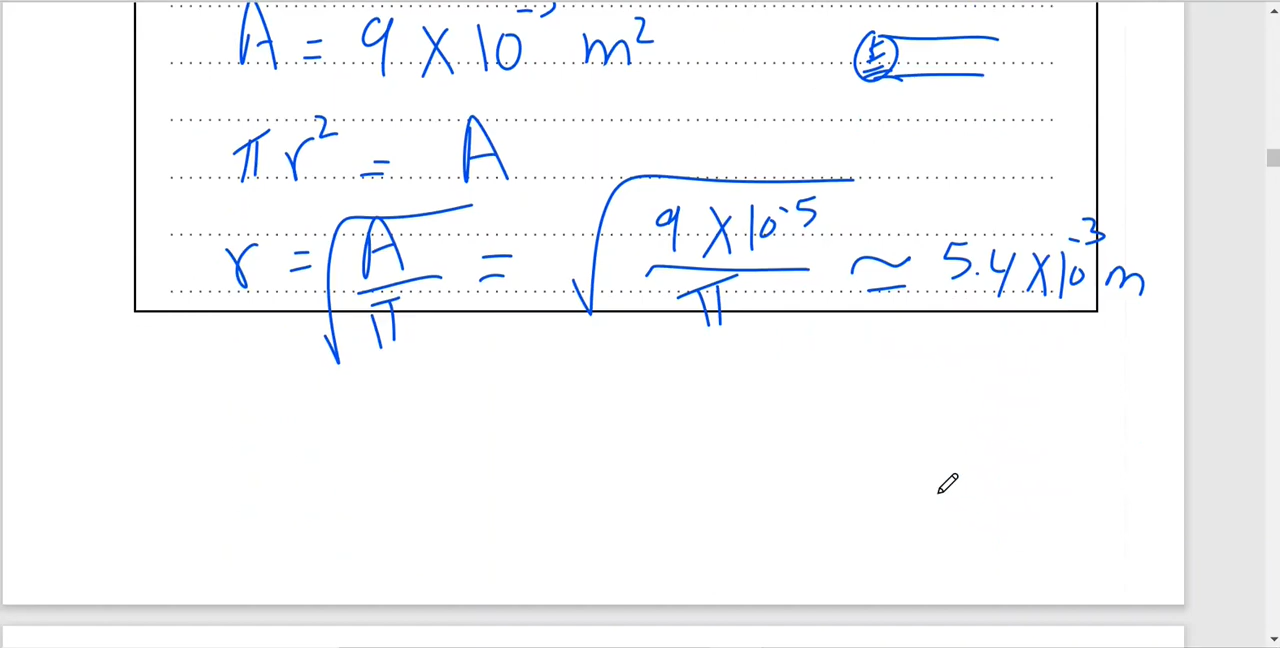 A = 9 × 10⁻⁵ m²
πr² = A
r = √(A/π) = √((9 × 10⁻⁵)/π) ≃ 5.4 × 10⁻³ m